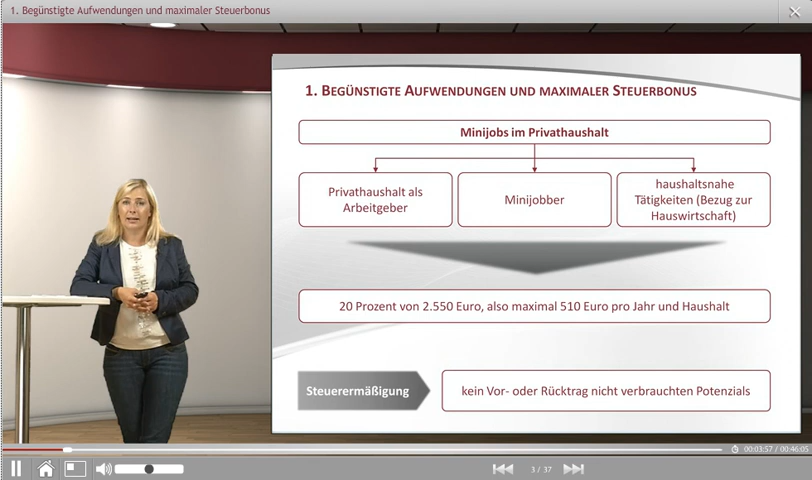 1. Begünstigte Aufwendungen und maximaler Steuerbonus
1. Begünstigte Aufwendungen und maximaler Steuerbonus
Minijobs im Privathaushalt
Privathaushalt als
Arbeitgeber
Minijobber
haushaltsnahe
Tätigkeiten (Bezug zur
Hauswirtschaft)
20 Prozent von 2.550 Euro, also maximal 510 Euro pro Jahr und Haushalt
Steuerermäßigung
kein Vor- oder Rücktrag nicht verbrauchten Potenzials
00:03:57 / 00:46:05
3 / 37